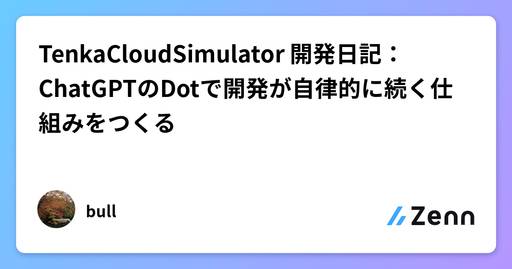 TenkaCloudSimulator 開発日記：
ChatGPTのDotで開発が自律的に続く仕
組みをつくる
bull
Zenn